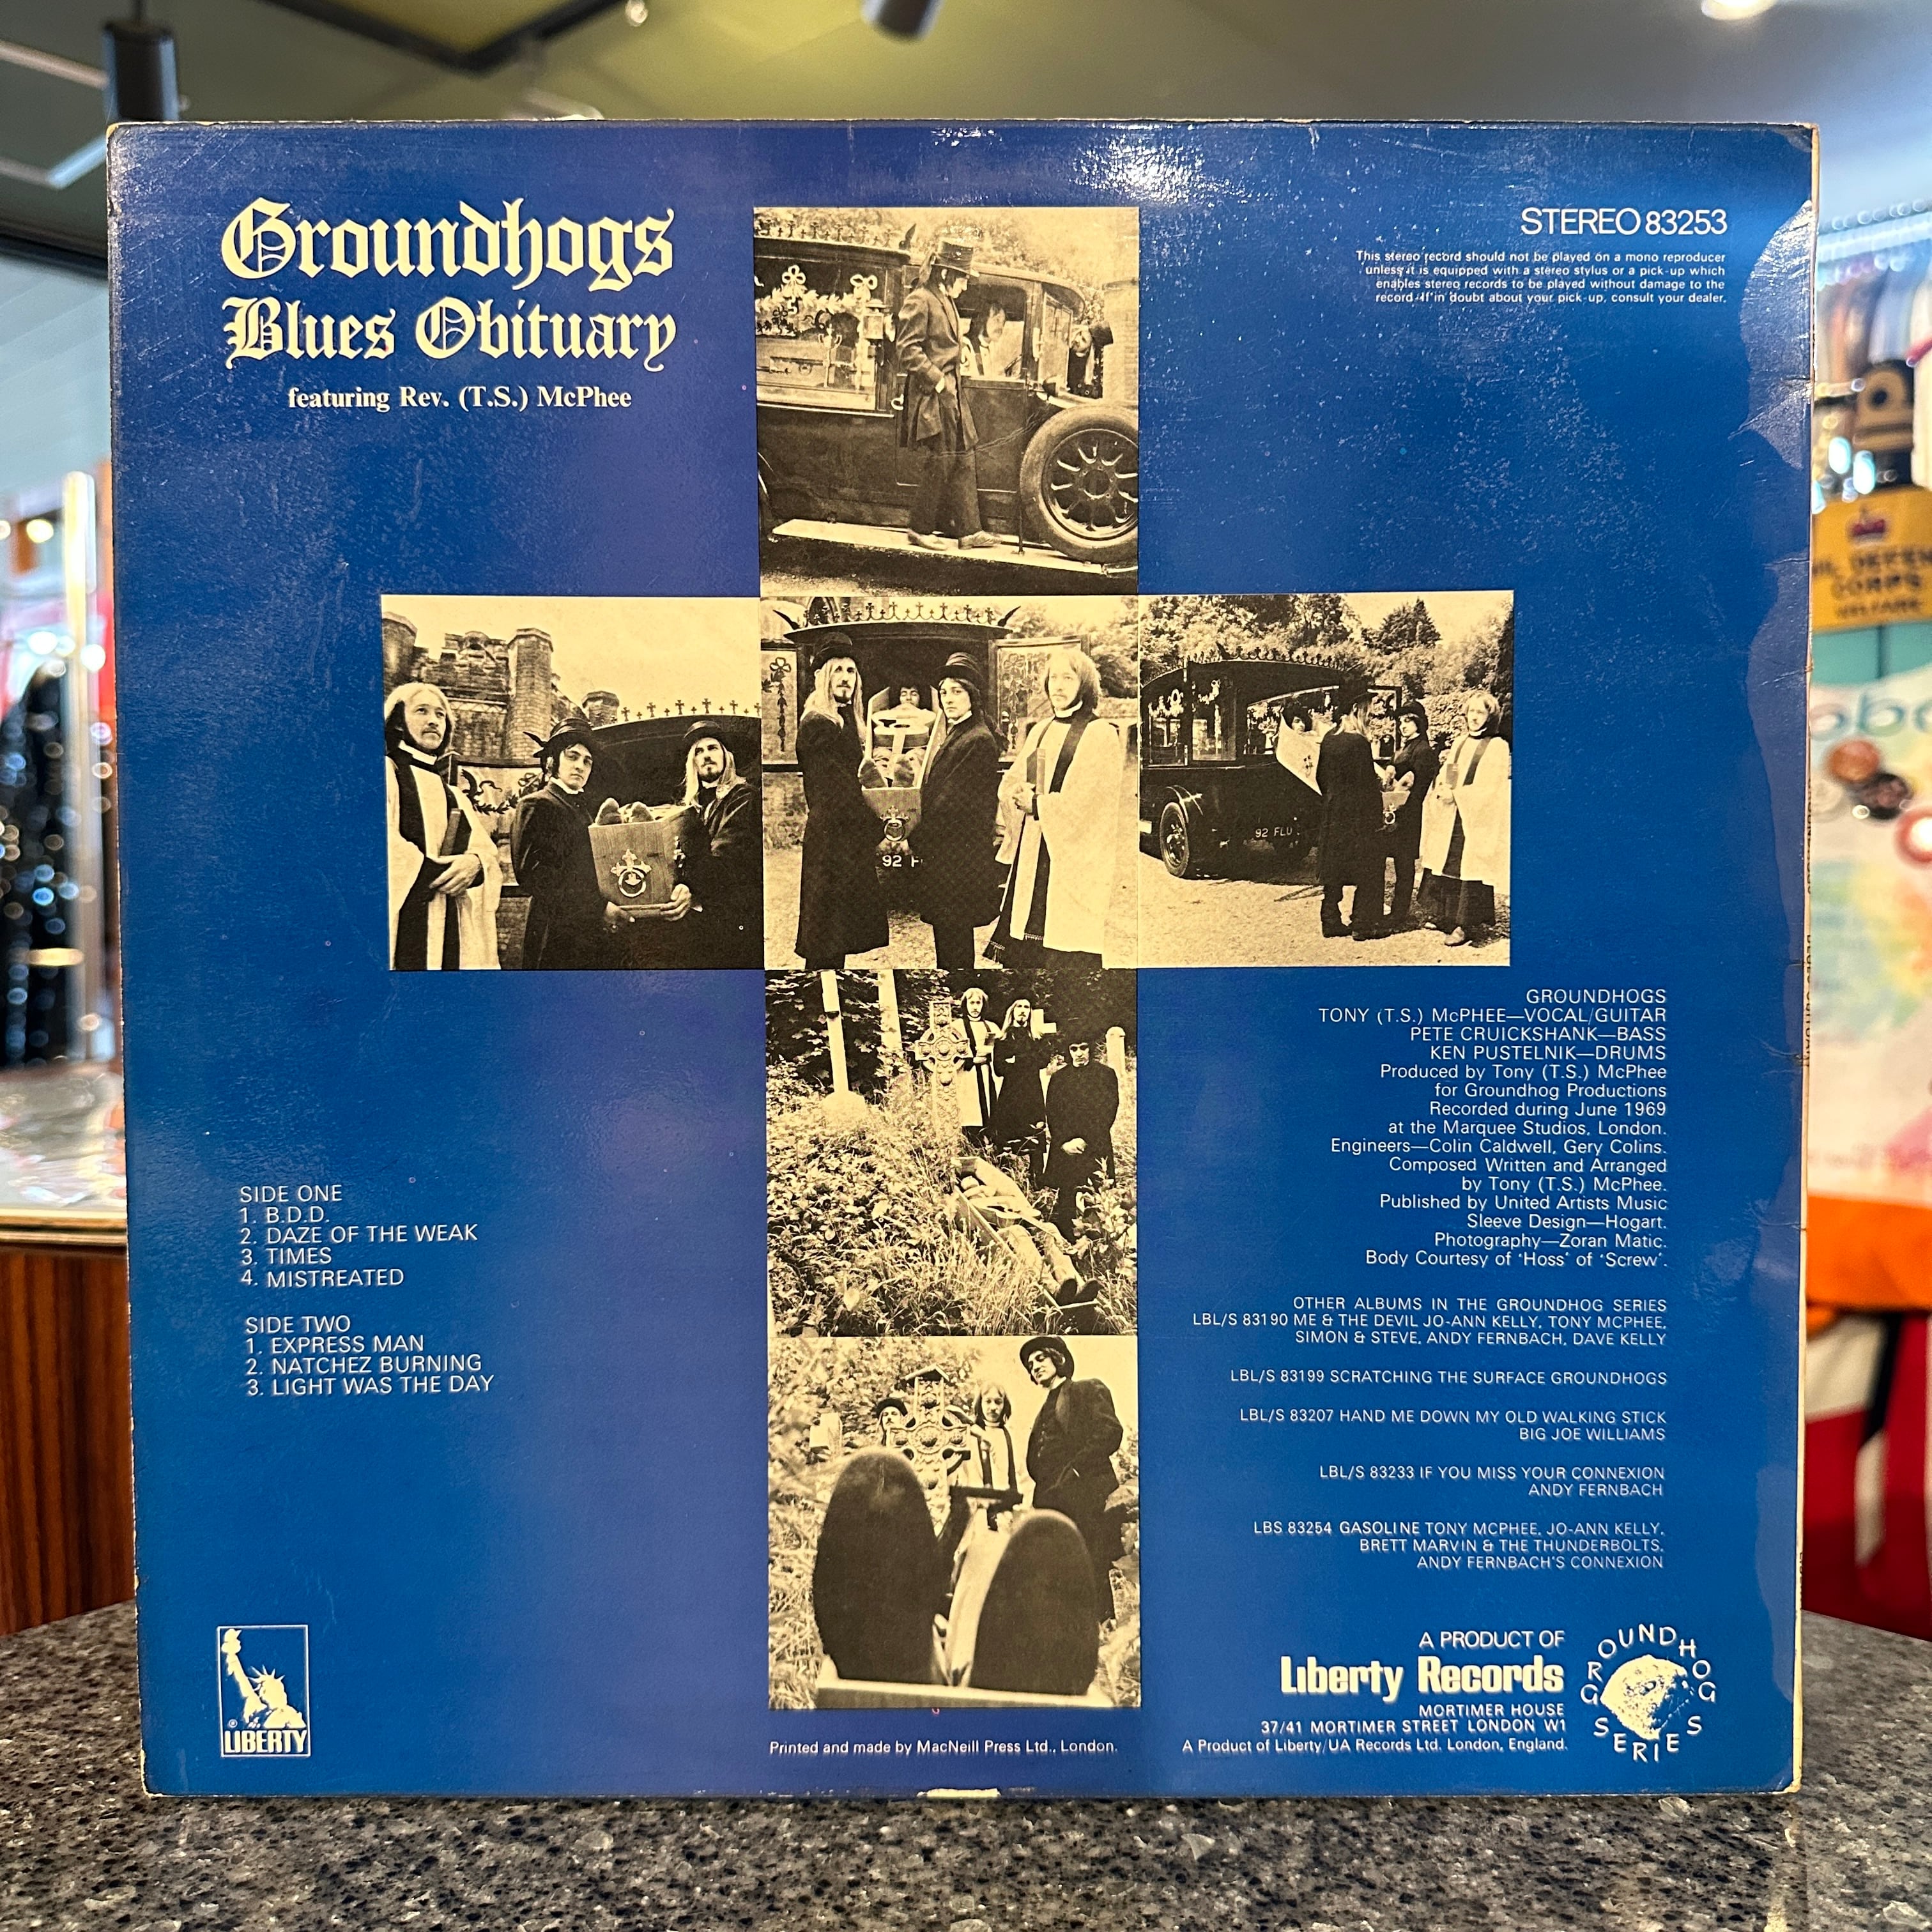 Groundhogs
Blues Obituary
featuring Rev. (T.S.) McPhee
STEREO 83253
This stereo record should not be played on a mono reproducer
unless it is equipped with a stereo stylus or a pick-up which
enables stereo records to be played without damage to the
record. If in doubt about your pick-up, consult your dealer.
92 F
92 FLU
SIDE ONE
1. B.D.D.
2. DAZE OF THE WEAK
3. TIMES
4. MISTREATED
SIDE TWO
1. EXPRESS MAN
2. NATCHEZ BURNING
3. LIGHT WAS THE DAY
GROUNDHOGS
TONY (T.S.) McPHEE—VOCAL/GUITAR
PETE CRUICKSHANK—BASS
KEN PUSTELNIK—DRUMS
Produced by Tony (T.S.) McPhee
for Groundhog Productions
Recorded during June 1969
at the Marquee Studios, London.
Engineers—Colin Caldwell, Gery Colins.
Composed Written and Arranged
by Tony (T.S.) McPhee.
Published by United Artists Music
Sleeve Design—Hogart.
Photography—Zoran Matic.
Body Courtesy of 'Hoss' of 'Screw'.
OTHER ALBUMS IN THE GROUNDHOG SERIES
LBL/S 83190 ME & THE DEVIL JO-ANN KELLY, TONY MCPHEE,
SIMON & STEVE, ANDY FERNBACH, DAVE KELLY
LBL/S 83199 SCRATCHING THE SURFACE GROUNDHOGS
LBL/S 83207 HAND ME DOWN MY OLD WALKING STICK
BIG JOE WILLIAMS
LBL/S 83233 IF YOU MISS YOUR CONNEXION
ANDY FERNBACH
LBS 83254 GASOLINE TONY MCPHEE, JO-ANN KELLY,
BRETT MARVIN & THE THUNDERBOLTS,
ANDY FERNBACH'S CONNEXION
® LIBERTY
Printed and made by MacNeill Press Ltd., London.
A PRODUCT OF
Liberty Records
MORTIMER HOUSE
37/41 MORTIMER STREET LONDON W1
A Product of Liberty/UA Records Ltd. London, England.
GROUNDHOG
SERIES
CORPS
WELFARE